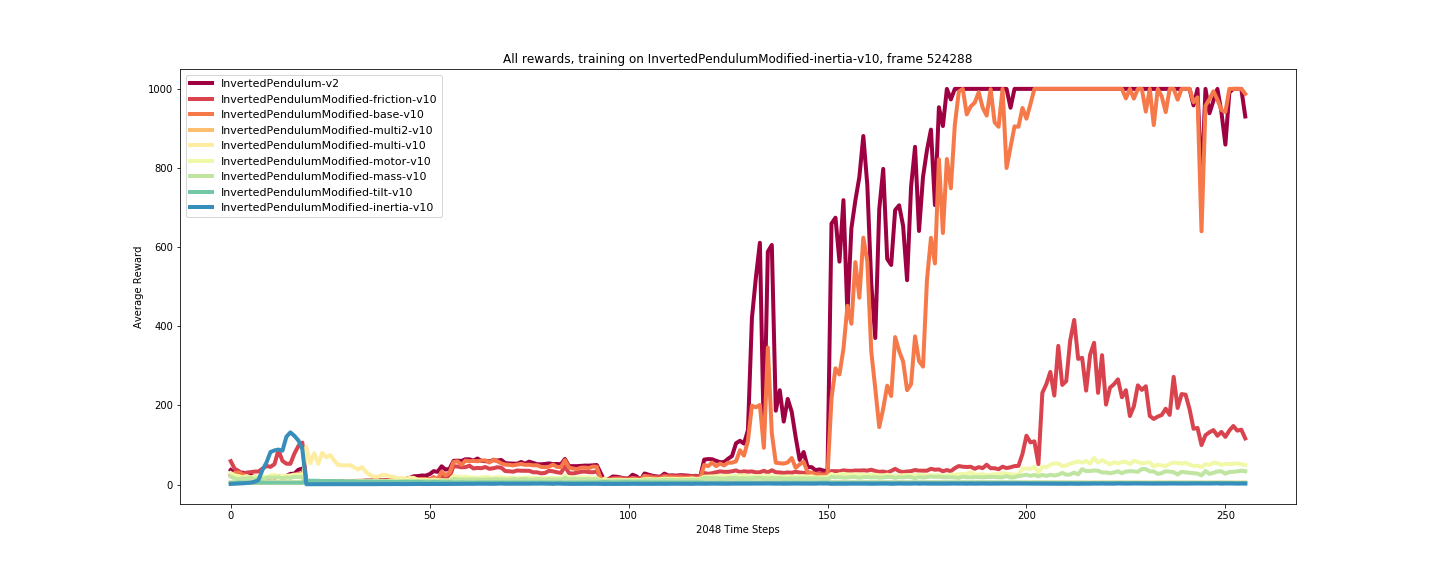 All rewards, training on InvertedPendulumModified-inertia-v10, frame 524288
InvertedPendulum-v2
InvertedPendulumModified-friction-v10
InvertedPendulumModified-base-v10
InvertedPendulumModified-multi2-v10
InvertedPendulumModified-multi-v10
InvertedPendulumModified-motor-v10
InvertedPendulumModified-mass-v10
InvertedPendulumModified-tilt-v10
InvertedPendulumModified-inertia-v10
Average Reward
1000
800
600
400
200
0
0 50 100 150 200 250
2048 Time Steps